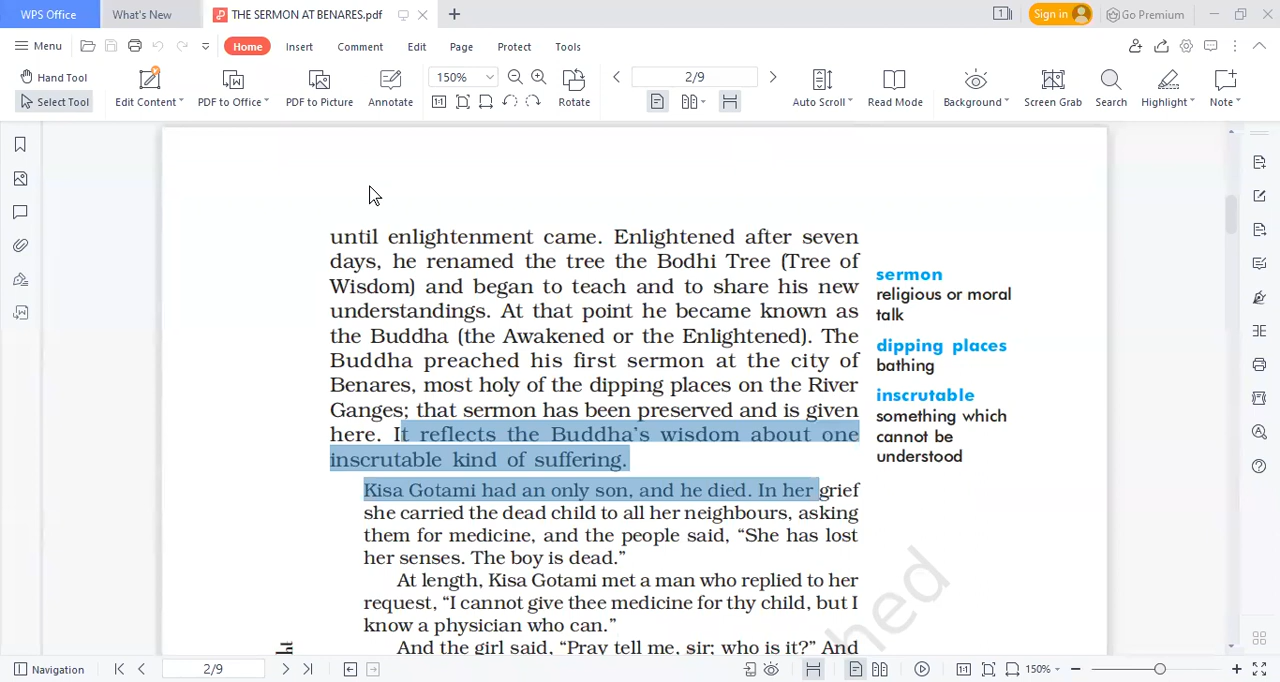 WPS Office
What's New
THE SERMON AT BENARES.pdf
Sign in
Go Premium
Menu
Home
Insert
Comment
Edit
Page
Protect
Tools
Hand Tool
Select Tool
Edit Content
PDF to Office
PDF to Picture
Annotate
150%
Rotate
2/9
Auto Scroll
Read Mode
Background
Screen Grab
Search
Highlight
Note
until enlightenment came. Enlightened after seven
days, he renamed the tree the Bodhi Tree (Tree of
Wisdom) and began to teach and to share his new
understandings. At that point he became known as
the Buddha (the Awakened or the Enlightened). The
Buddha preached his first sermon at the city of
Benares, most holy of the dipping places on the River
Ganges; that sermon has been preserved and is given
here. It reflects the Buddha's wisdom about one
inscrutable kind of suffering.
Kisa Gotami had an only son, and he died. In her grief
she carried the dead child to all her neighbours, asking
them for medicine, and the people said, “She has lost
her senses. The boy is dead.”
At length, Kisa Gotami met a man who replied to her
request, “I cannot give thee medicine for thy child, but I
know a physician who can.”
And the girl said, “Pray tell me, sir; who is it?” And
sermon
religious or moral
talk
dipping places
bathing
inscrutable
something which
cannot be
understood
hed
Navigation
2/9
150%